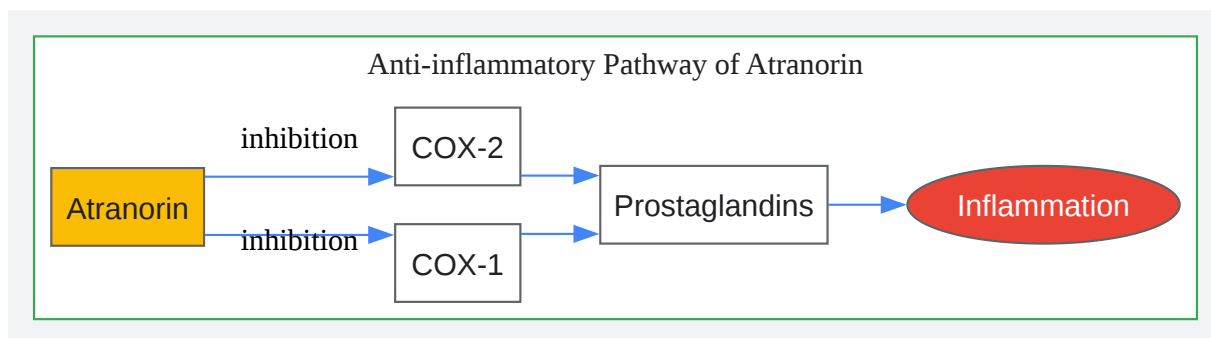 Anti-inflammatory Pathway of Atranorin
inhibition
COX-2
Atranorin
Prostaglandins
Inflammation
inhibition
COX-1